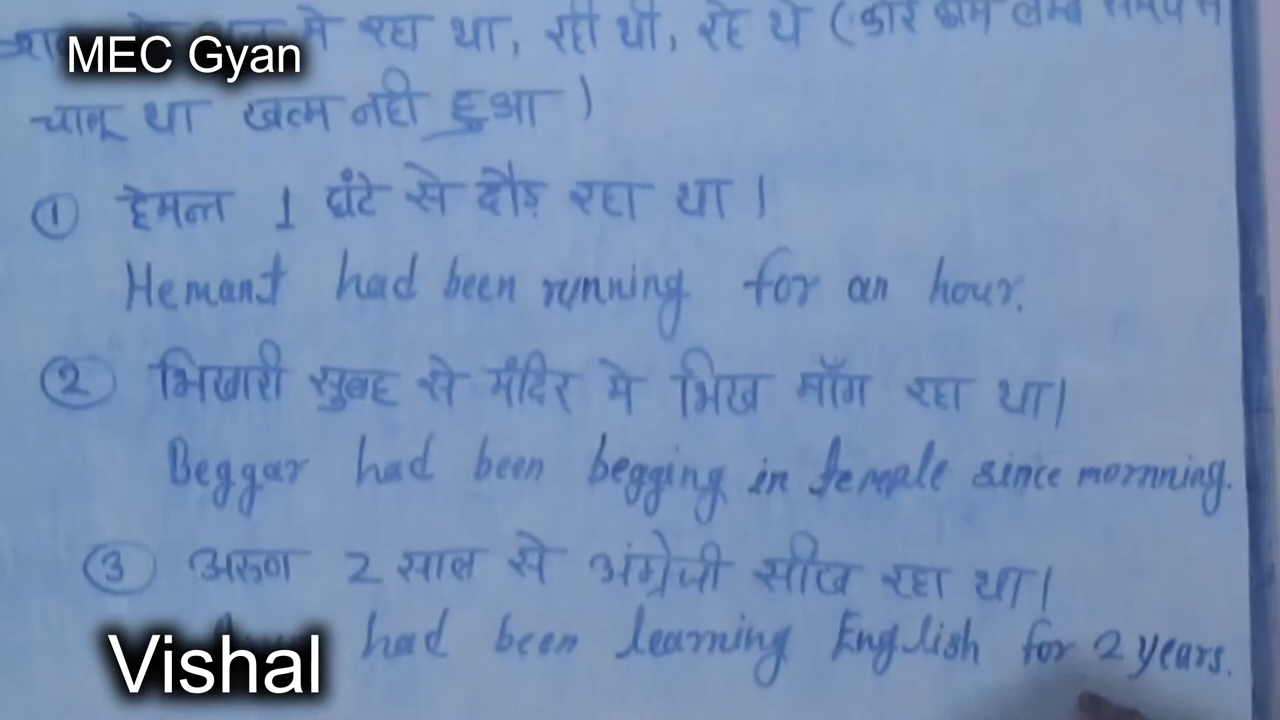 MEC Gyan
में रहा था, रही थी, रहे थे (कोई काम लम्बे समय से
चालू था खत्म नही हुआ )
① हेमन्त 1 घंटे से दौड़ रहा था ।
Hemant had been running for an hour.
② भिखारी सुबह से मंदिर मे भिख माँग रहा था।
Beggar had been begging in temple since mornning.
③ अरुण 2 साल से अंग्रेजी सीख रहा था।
had been learning English for 2 years.
Vishal